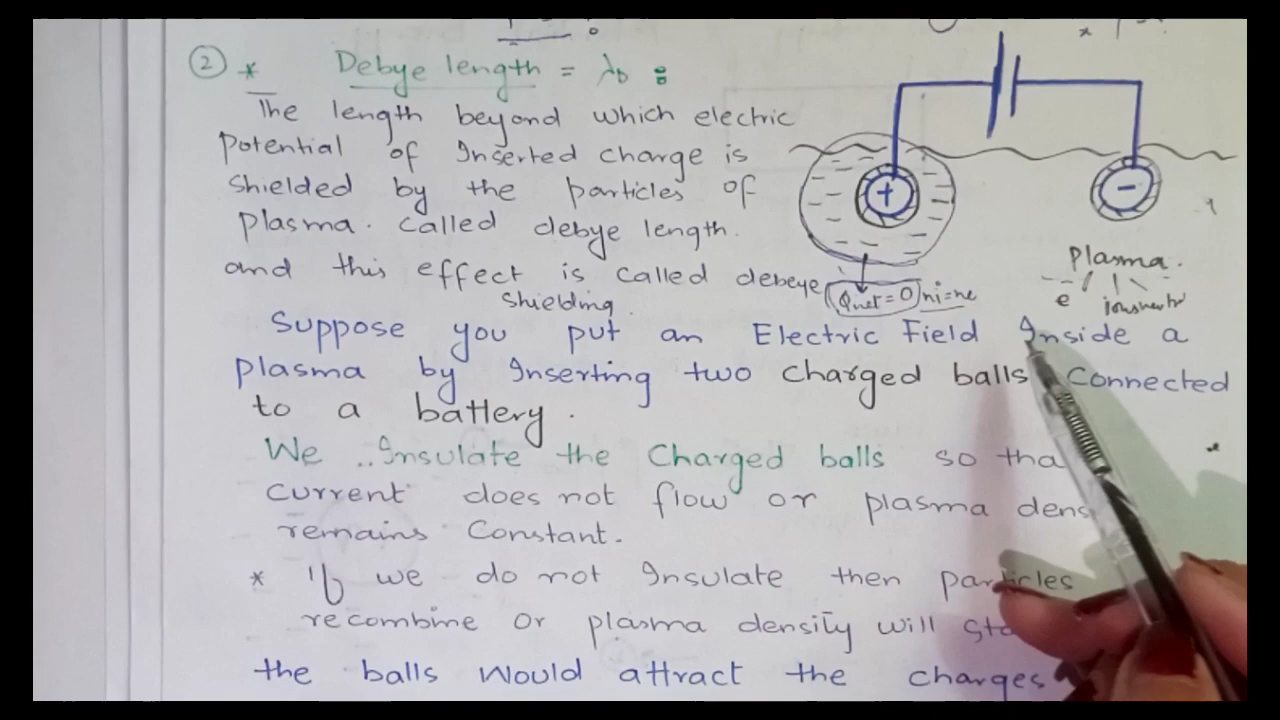 ② * Debye length = λD :
The length beyond which electric
potential of Inserted charge is
shielded by the particles of
plasma. called debye length.
and this effect is called debeye
shielding.
+
-
plasma.
e
Qnet = 0 ni = ne
Suppose you put an Electric Field Inside a
plasma by Inserting two charged balls connected
to a battery.
We Insulate the Charged balls so tha
current does not flow or plasma dens
remains Constant.
* If we do not Insulate then particles
recombine or plasma density will sta
the balls would attract the charges